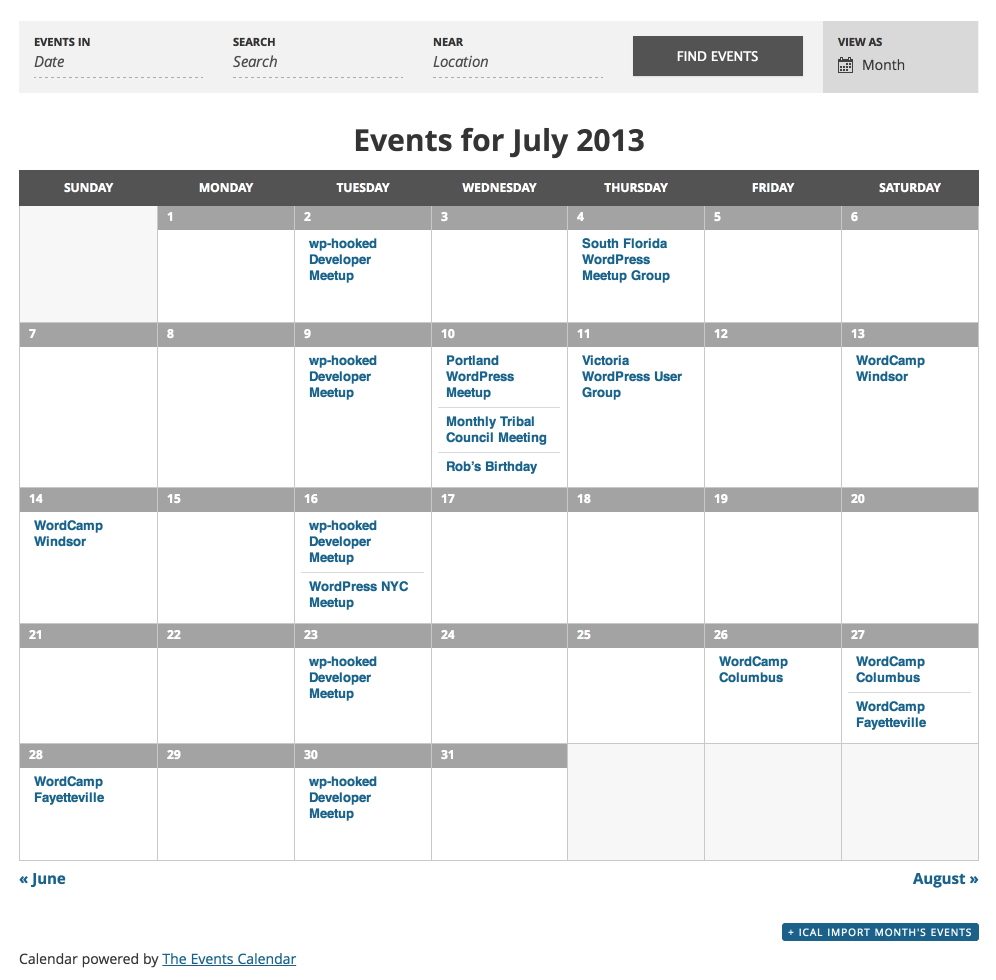 EVENTS IN SEARCH NEAR VIEW AS
Date Search Location FIND EVENTS Month
Events for July 2013
SUNDAY MONDAY TUESDAY WEDNESDAY THURSDAY FRIDAY SATURDAY
1 2 3 4 5 6
wp-hooked
Developer
Meetup
South Florida
WordPress
Meetup Group
7 8 9 10 11 12 13
wp-hooked
Developer
Meetup
Portland
WordPress
Meetup
Monthly Tribal
Council Meeting
Rob's Birthday
Victoria
WordPress User
Group
WordCamp
Windsor
14 15 16 17 18 19 20
WordCamp
Windsor
wp-hooked
Developer
Meetup
WordPress NYC
Meetup
21 22 23 24 25 26 27
wp-hooked
Developer
Meetup
WordCamp
Columbus
WordCamp
Columbus
WordCamp
Fayetteville
28 29 30 31
WordCamp
Fayetteville
wp-hooked
Developer
Meetup
« June August »
+ ICAL IMPORT MONTH'S EVENTS
Calendar powered by The Events Calendar